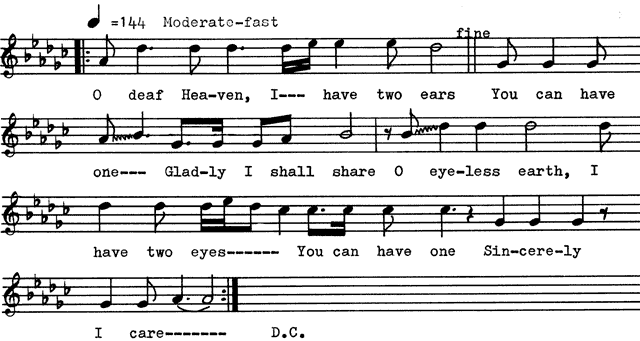 =144 Moderate-fast
fine
O deaf Hea-ven, I--- have two ears You can have
one--- Glad-ly I shall share O eye-less earth, I
have two eyes------ You can have one Sin-cere-ly
I care------- D.C.